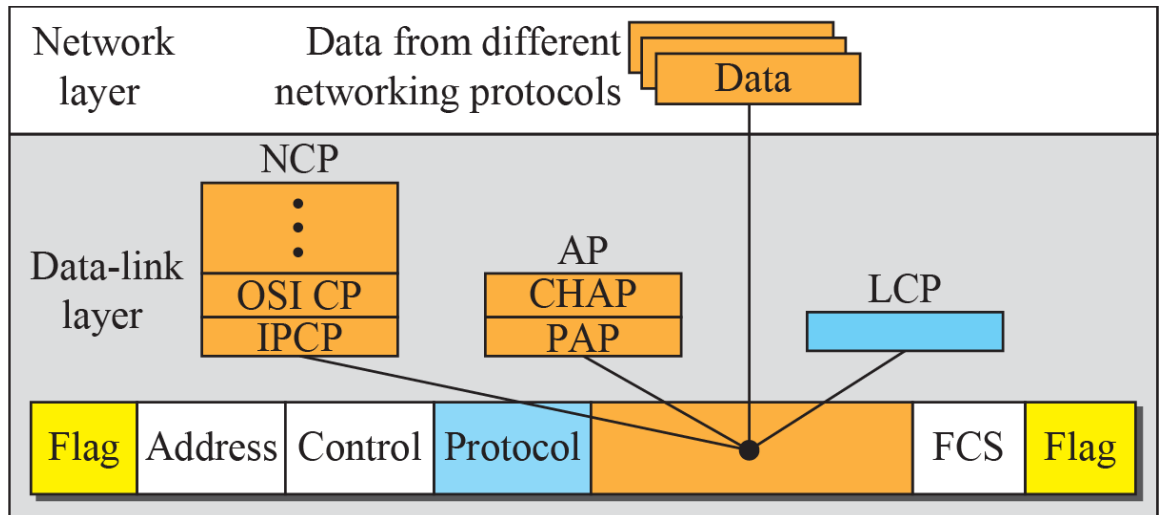 Network
layer
Data from different
networking protocols
Data
NCP
Data-link
layer
OSI CP
IPCP
AP
CHAP
PAP
LCP
Flag Address Control Protocol FCS Flag